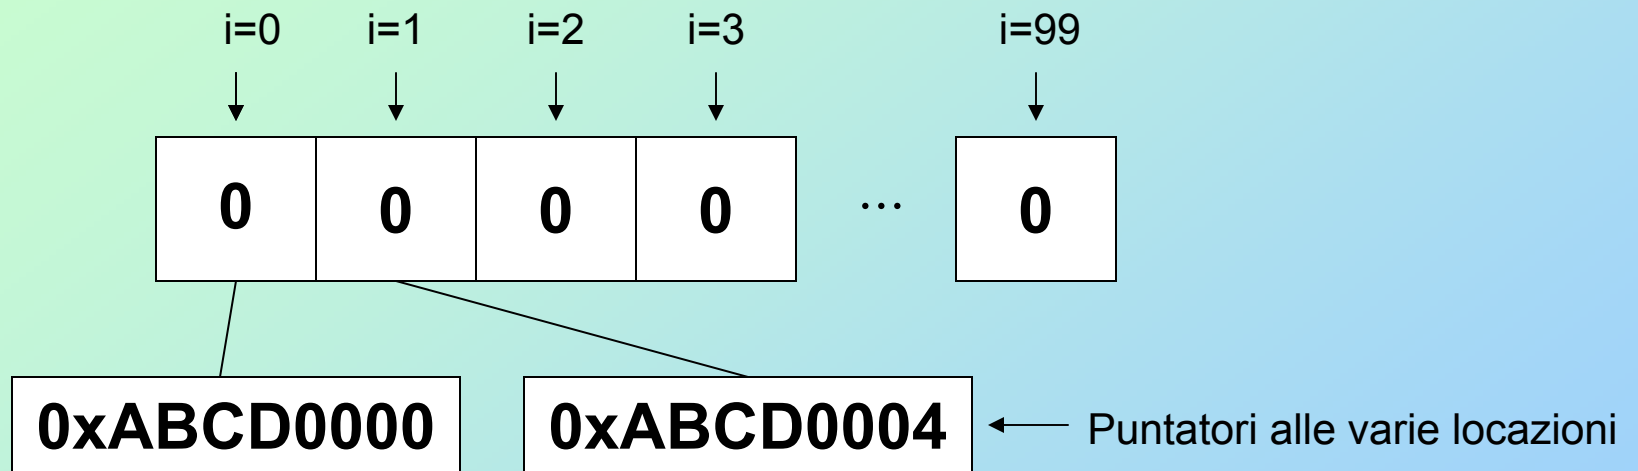 i=0 i=1 i=2 i=3 i=99
0 0 0 0 ... 0
0xABCD0000 0xABCD0004 Puntatori alle varie locazioni